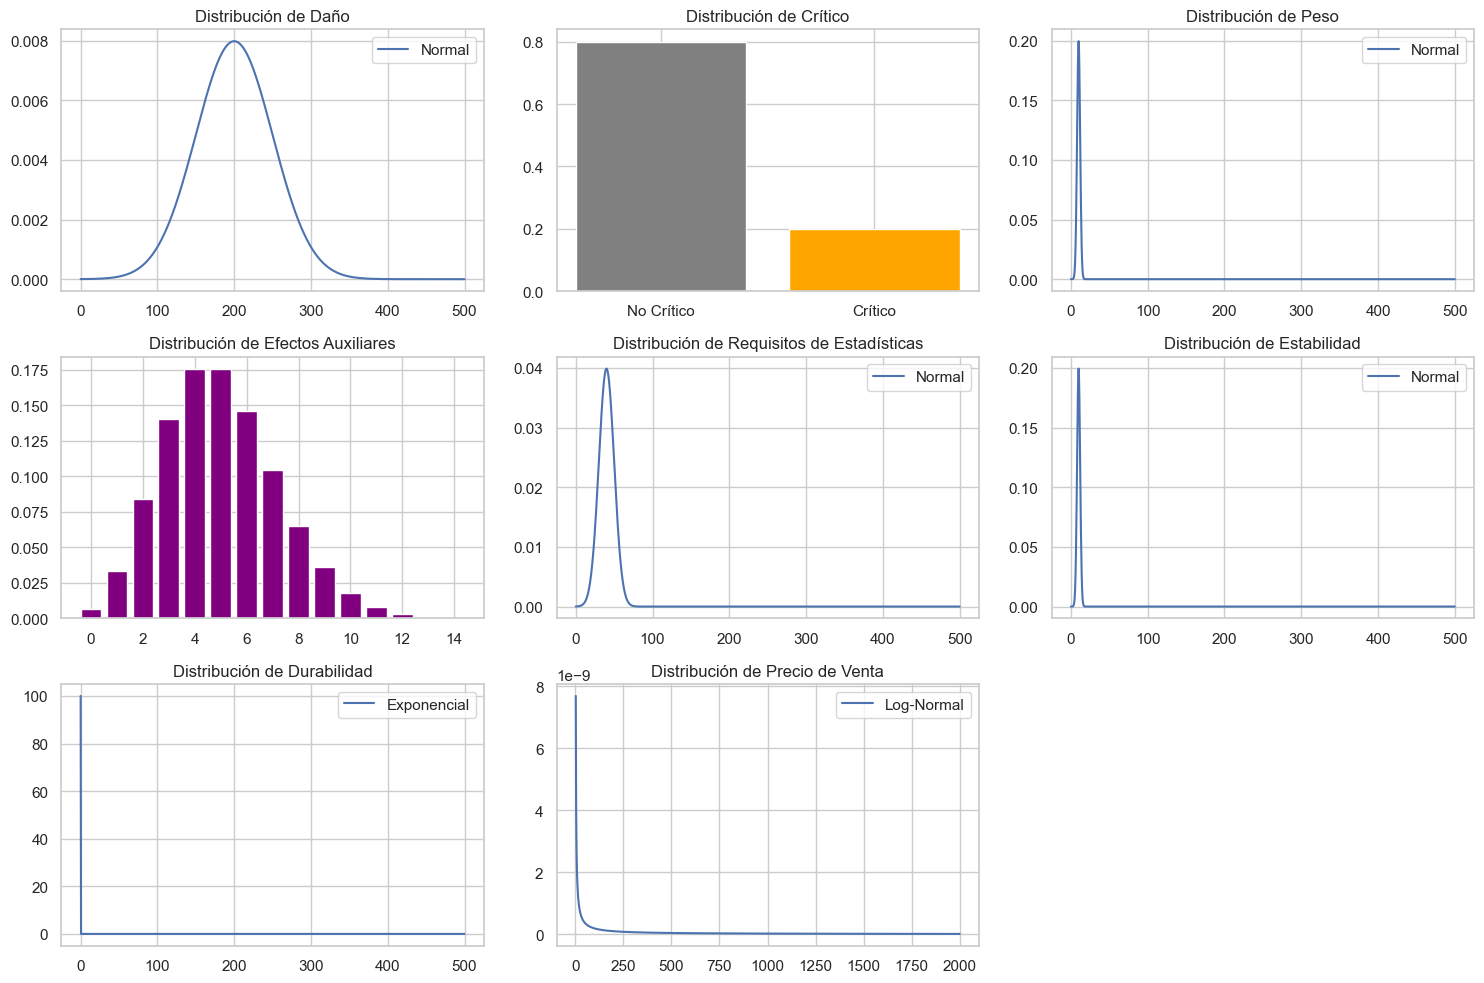 Distribución de Daño
0.008
0.006
0.004
0.002
0.000
Normal
0 100 200 300 400 500
Distribución de Crítico
0.8
0.6
0.4
0.2
0.0
No Crítico Crítico
Distribución de Peso
0.20
0.15
0.10
0.05
0.00
Normal
0 100 200 300 400 500
Distribución de Efectos Auxiliares
0.175
0.150
0.125
0.100
0.075
0.050
0.025
0.000
0 2 4 6 8 10 12 14
Distribución de Requisitos de Estadísticas
0.04
0.03
0.02
0.01
0.00
Normal
0 100 200 300 400 500
Distribución de Estabilidad
0.20
0.15
0.10
0.05
0.00
Normal
0 100 200 300 400 500
Distribución de Durabilidad
100
80
60
40
20
0
Exponencial
0 100 200 300 400 500
Distribución de Precio de Venta
1e−9
8
6
4
2
0
Log-Normal
0 250 500 750 1000 1250 1500 1750 2000